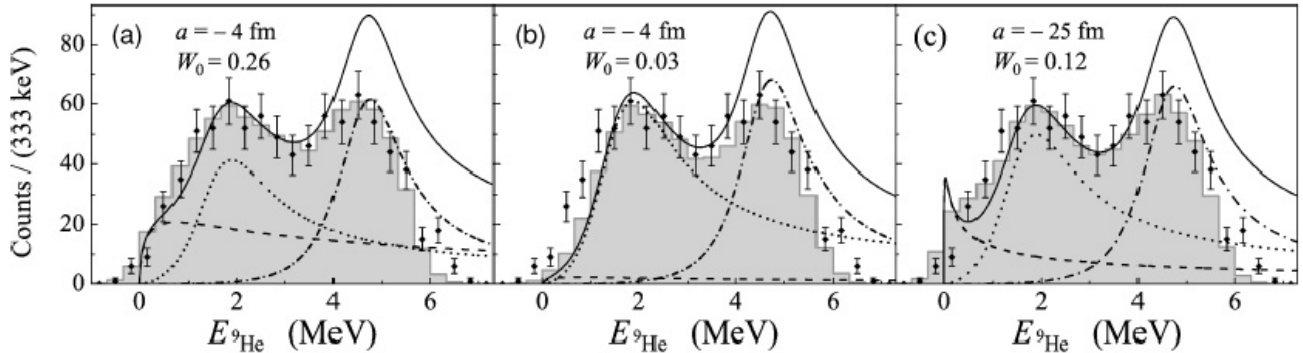 Counts / (333 keV)
80
60
40
20
0
(a)
a = – 4 fm
W₀ = 0.26
0 2 4 6
E⁹He (MeV)
(b)
a = – 4 fm
W₀ = 0.03
0 2 4 6
E⁹He (MeV)
(c)
a = – 25 fm
W₀ = 0.12
0 2 4 6
E⁹He (MeV)